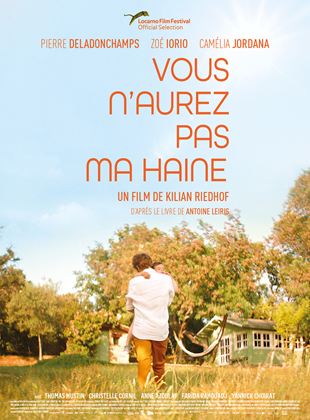 Locarno Film Festival
Official Selection
PIERRE DELADONCHAMPS ZOÉ IORIO CAMÉLIA JORDANA
VOUS
N'AUREZ
PAS
MA HAINE
UN FILM DE KILIAN RIEDHOF
D'APRÈS LE LIVRE DE ANTOINE LEIRIS
THOMAS MUSTIN CHRISTELLE CORNIL ANNE AZOULAY FARIDA RAHOUADJ YANNICK CHOIRAT